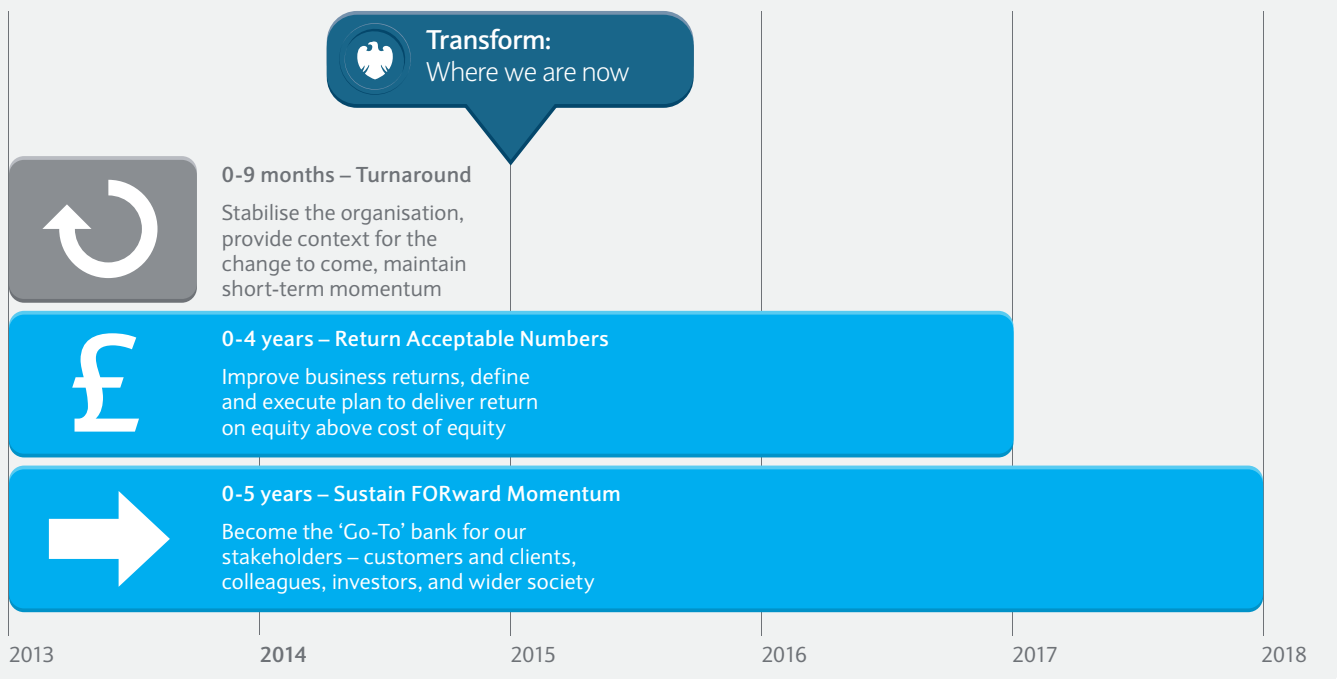 Transform:
Where we are now
0-9 months – Turnaround
Stabilise the organisation,
provide context for the
change to come, maintain
short-term momentum
£
0-4 years – Return Acceptable Numbers
Improve business returns, define
and execute plan to deliver return
on equity above cost of equity
0-5 years – Sustain FORward Momentum
Become the ‘Go-To’ bank for our
stakeholders – customers and clients,
colleagues, investors, and wider society
2013 2014 2015 2016 2017 2018